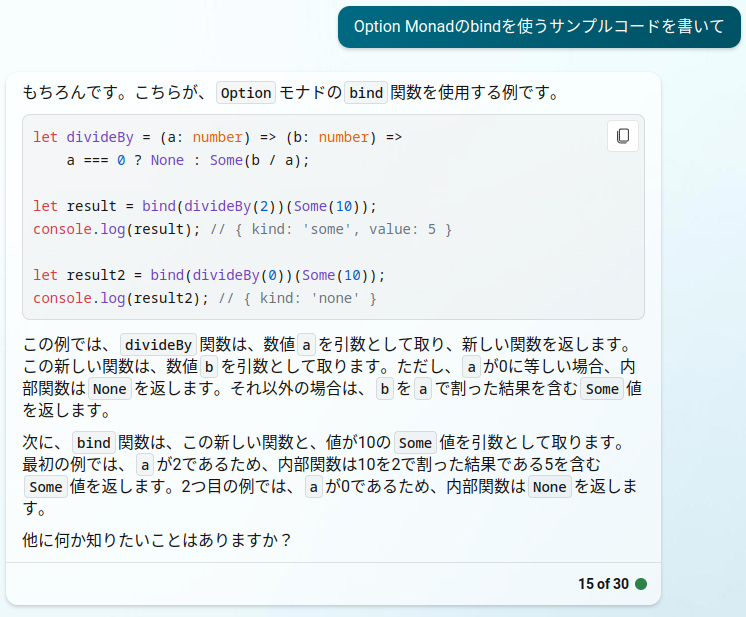 Option Monadのbindを使うサンプルコードを書いて
もちろんです。こちらが、 Option モナドの bind 関数を使用する例です。
let divideBy = (a: number) => (b: number) =>
    a === 0 ? None : Some(b / a);
let result = bind(divideBy(2))(Some(10));
console.log(result); // { kind: 'some', value: 5 }
let result2 = bind(divideBy(0))(Some(10));
console.log(result2); // { kind: 'none' }
この例では、 divideBy 関数は、数値 a を引数として取り、新しい関数を返します。
この新しい関数は、数値 b を引数として取ります。ただし、 a が0に等しい場合、内
部関数は None を返します。それ以外の場合は、 b を a で割った結果を含む Some 値
を返します。
次に、 bind 関数は、この新しい関数と、値が10の Some 値を引数として取ります。
最初の例では、 a が2であるため、内部関数は10を2で割った結果である5を含む
Some 値を返します。2つ目の例では、 a が0であるため、内部関数は None を返しま
す。
他に何か知りたいことはありますか？
15 of 30